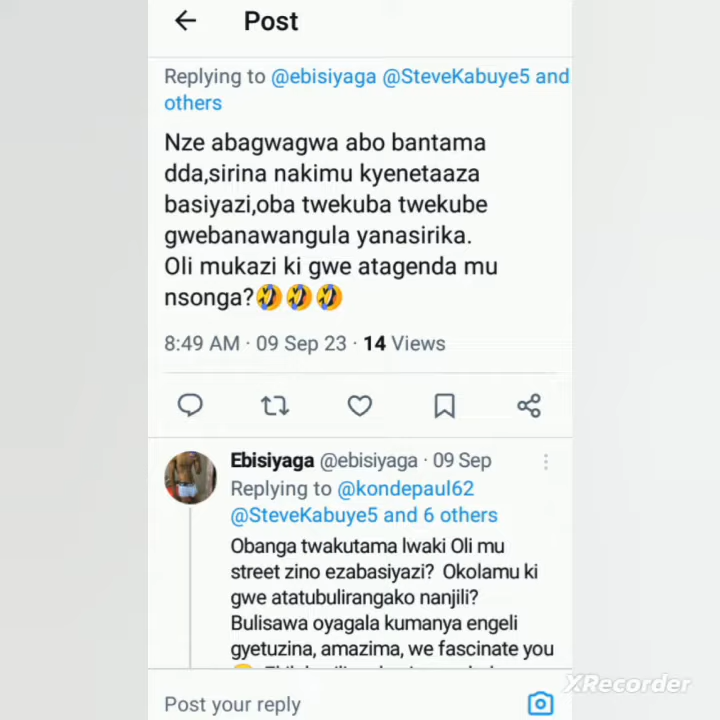 Post
Replying to @ebisiyaga @SteveKabuye5 and
others
Nze abagwagwa abo bantama
dda,sirina nakimu kyenetaaza
basiyazi,oba twekuba twekube
gwebanawangula yanasirika.
Oli mukazi ki gwe atagenda mu
nsonga?🤣🤣🤣
8:49 AM · 09 Sep 23 · 14 Views
Ebisiyaga @ebisiyaga · 09 Sep
Replying to @kondepaul62
@SteveKabuye5 and 6 others
Obanga twakutama lwaki Oli mu
street zino ezabasiyazi? Okolamu ki
gwe atatubulirangako nanjili?
Bulisawa oyagala kumanya engeli
gyetuzina, amazima, we fascinate you
Post your reply
XRecorder